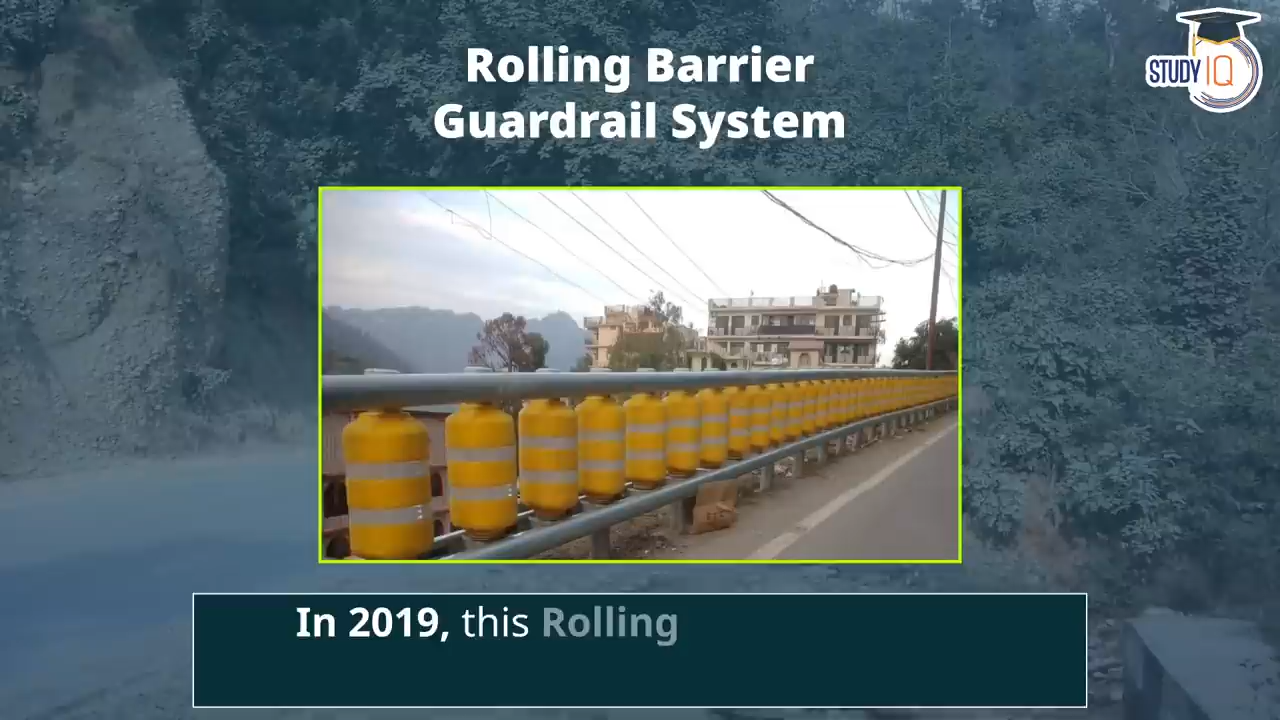 Rolling Barrier
Guardrail System
STUDY IQ
In 2019, this Rolling